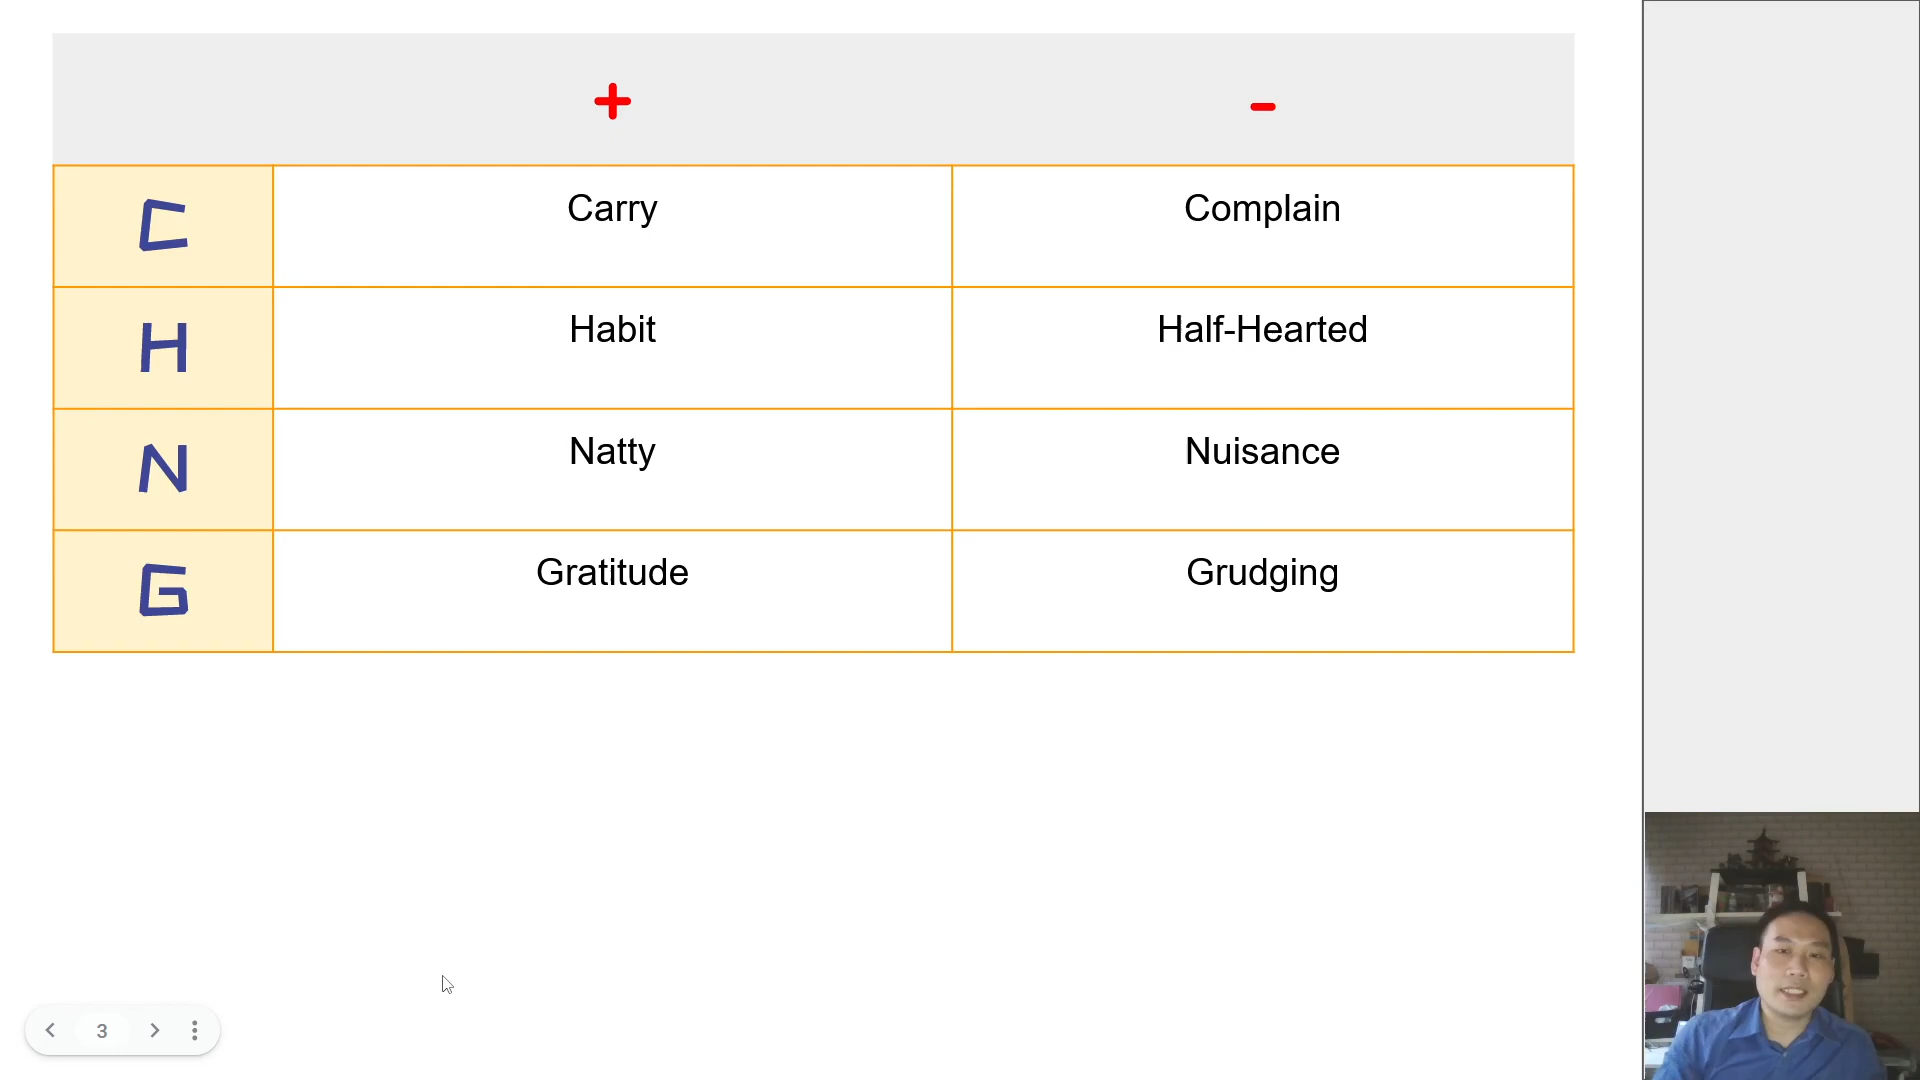 + -
C Carry Complain
H Habit Half-Hearted
N Natty Nuisance
G Gratitude Grudging
3